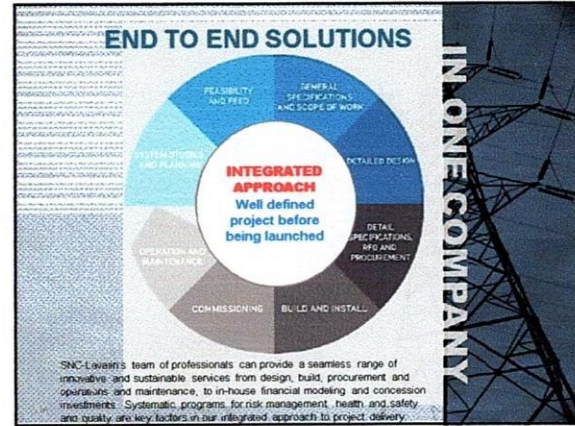 END TO END SOLUTIONS
FEASIBILITY
AND FEED
GENERAL
SPECIFICATIONS
AND SCOPE OF WORK
SYSTEM STUDIES
AND PLANNING
DETAILED DESIGN
INTEGRATED
APPROACH
Well defined
project before
being launched
OPERATION AND
MAINTENANCE
DETAIL
SPECIFICATIONS,
RFQ AND
PROCUREMENT
COMMISSIONING
BUILD AND INSTALL
IN ONE COMPANY
SNC-Lavalin's team of professionals can provide a seamless range of
innovative and sustainable services from design, build, procurement and
operations and maintenance, to in-house financial modeling and concession
investments. Systematic programs for risk management, health and safety
and quality are key factors in our integrated approach to project delivery.